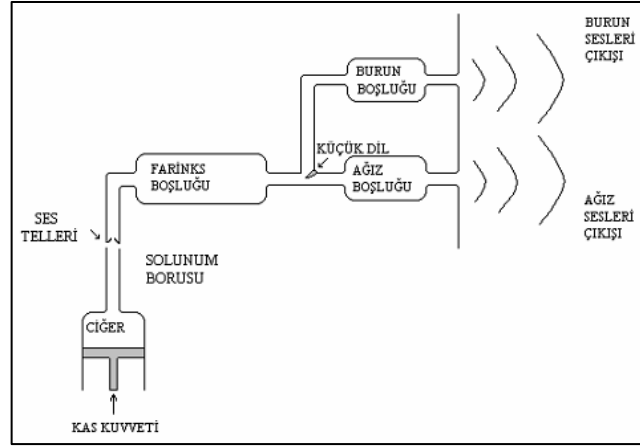 BURUN
SESLERİ
ÇIKIŞI
BURUN
BOŞLUĞU
KÜÇÜK DİL
FARİNKS
BOŞLUĞU
AĞIZ
BOŞLUĞU
SES
TELLERİ
AĞIZ
SESLERİ
ÇIKIŞI
SOLUNUM
BORUSU
CİĞER
KAS KUVVETİ